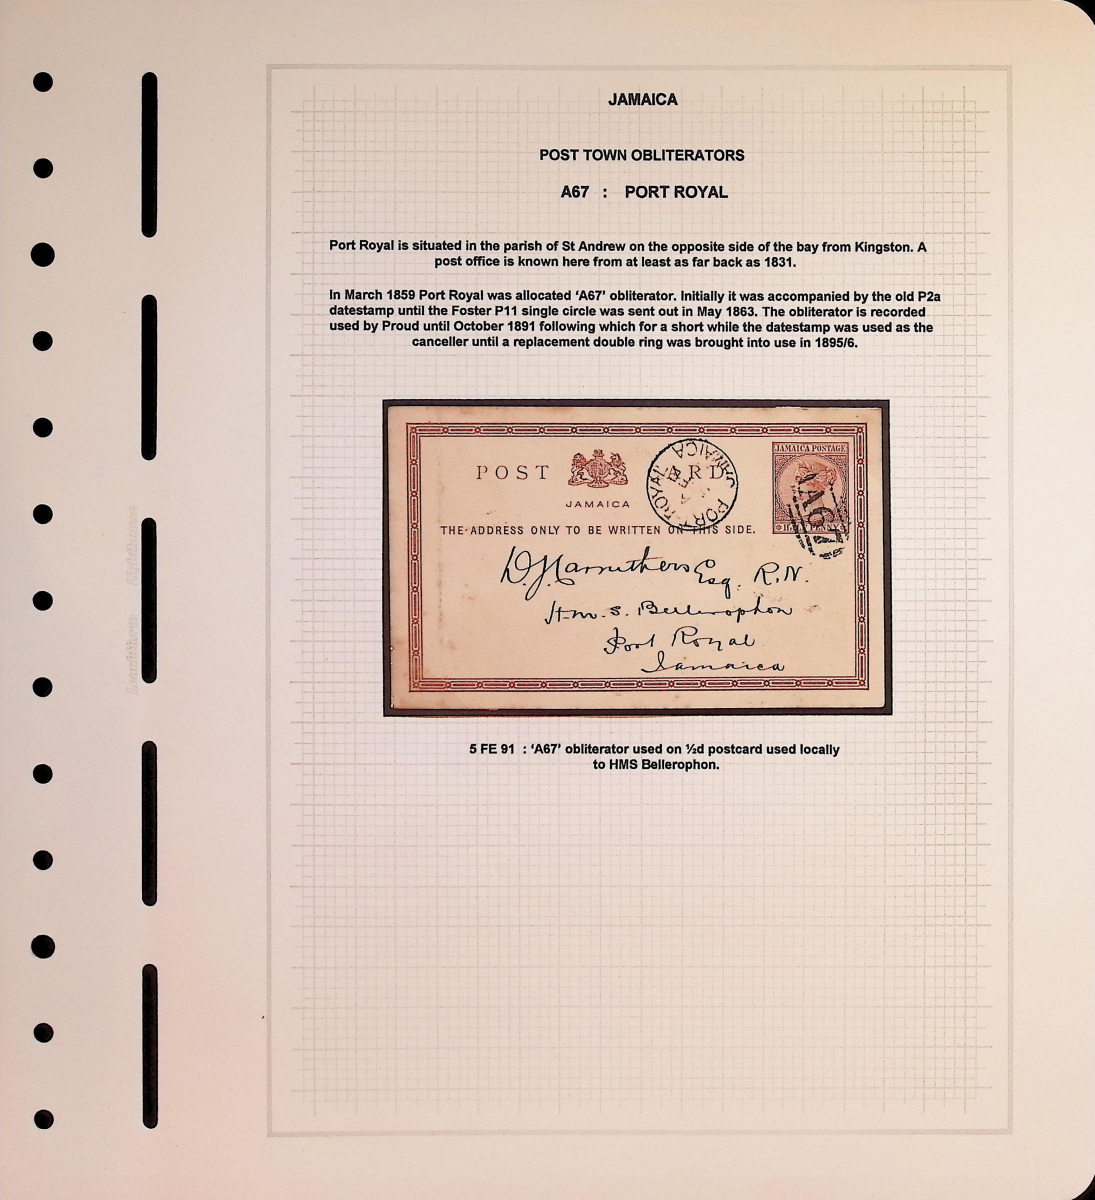 JAMAICA
POST TOWN OBLITERATORS
A67 : PORT ROYAL
Port Royal is situated in the parish of St Andrew on the opposite side of the bay from Kingston. A
post office is known here from at least as far back as 1831.
In March 1859 Port Royal was allocated ‘A67’ obliterator. Initially it was accompanied by the old P2a
datestamp until the Foster P11 single circle was sent out in May 1863. The obliterator is recorded
used by Proud until October 1891 following which for a short while the datestamp was used as the
canceller until a replacement double ring was brought into use in 1895/6.
POST CARD
JAMAICA
THE ADDRESS ONLY TO BE WRITTEN ON THIS SIDE.
JAMAICA POSTAGE
HALF PENNY
A67
PORT ROYAL JAMAICA
FE
D.J. Carruthers Esq. R.N.
H.M.S. Bellerophon
Port Royal
Jamaica
5 FE 91 : ‘A67’ obliterator used on ½d postcard used locally
to HMS Bellerophon.